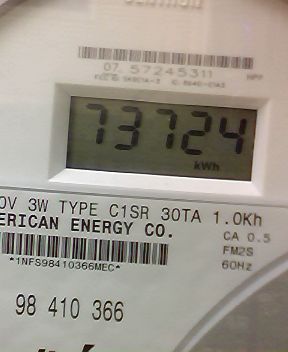 07. 57245311
73724
kWh
0V 3W TYPE C1SR 30TA 1.0Kh
ERICAN ENERGY CO.
CA 0.5
FM2S
*1NFS98410366MEC*
60Hz
98 410 366